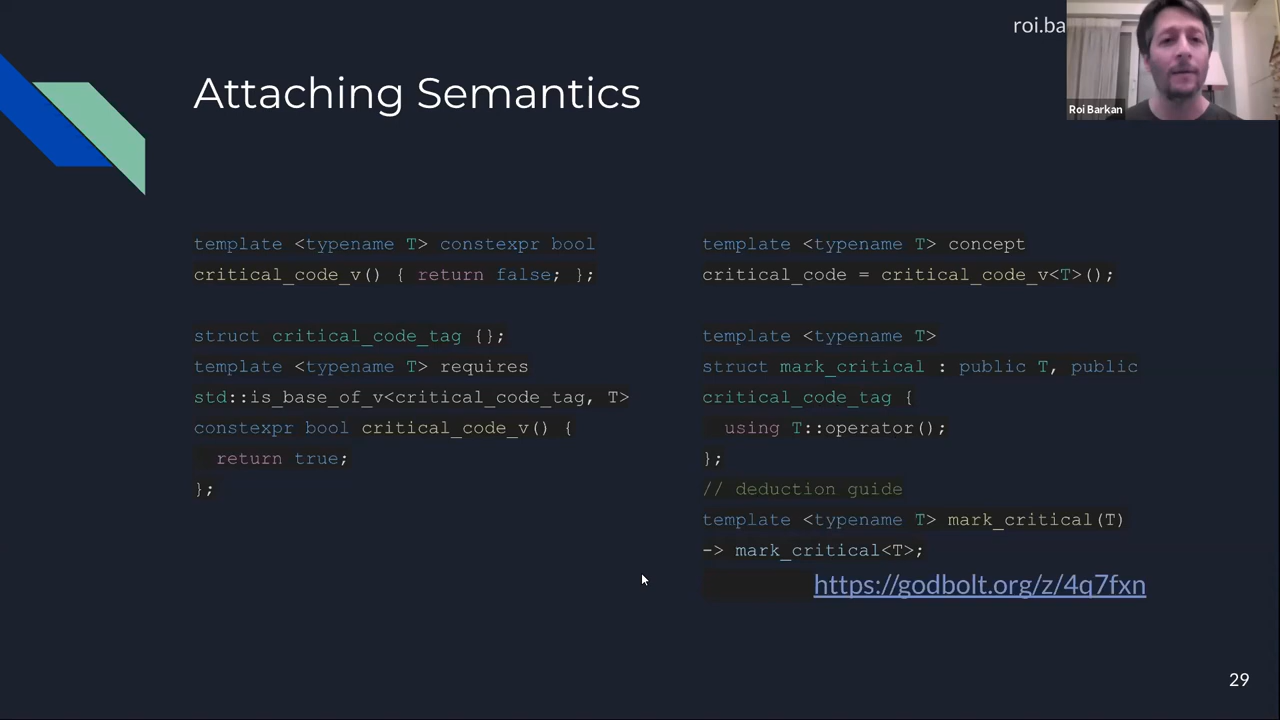 roi.ba
Roi Barkan
Attaching Semantics
template <typename T> constexpr bool
critical_code_v() { return false; };
struct critical_code_tag {};
template <typename T> requires
std::is_base_of_v<critical_code_tag, T>
constexpr bool critical_code_v() {
return true;
};
template <typename T> concept
critical_code = critical_code_v<T>();
template <typename T>
struct mark_critical : public T, public
critical_code_tag {
using T::operator();
};
// deduction guide
template <typename T> mark_critical(T)
-> mark_critical<T>;
https://godbolt.org/z/4q7fxn
29